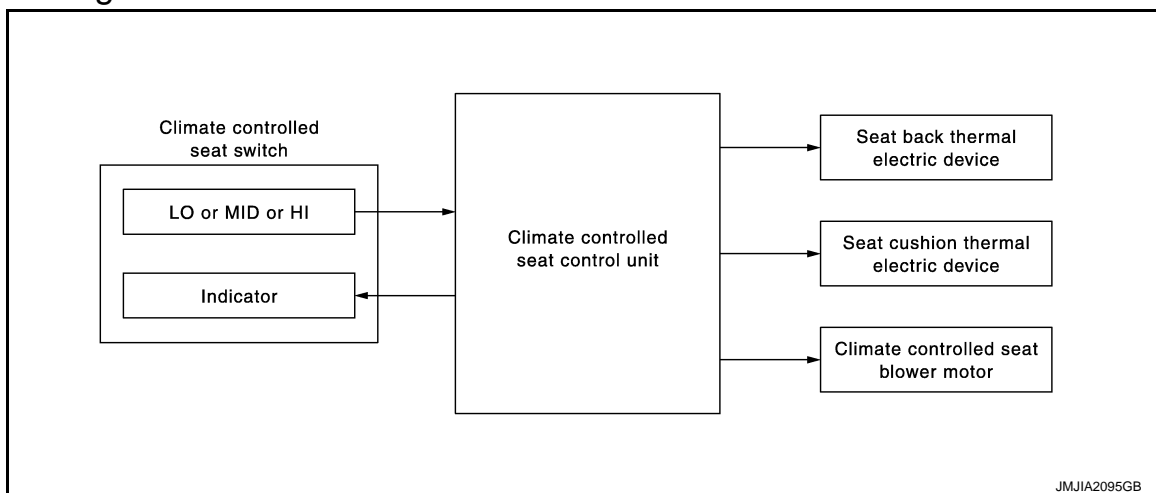 Climate controlled
seat switch
LO or MID or HI
Indicator
Climate controlled
seat control unit
Seat back thermal
electric device
Seat cushion thermal
electric device
Climate controlled seat
blower motor
JMJIA2095GB